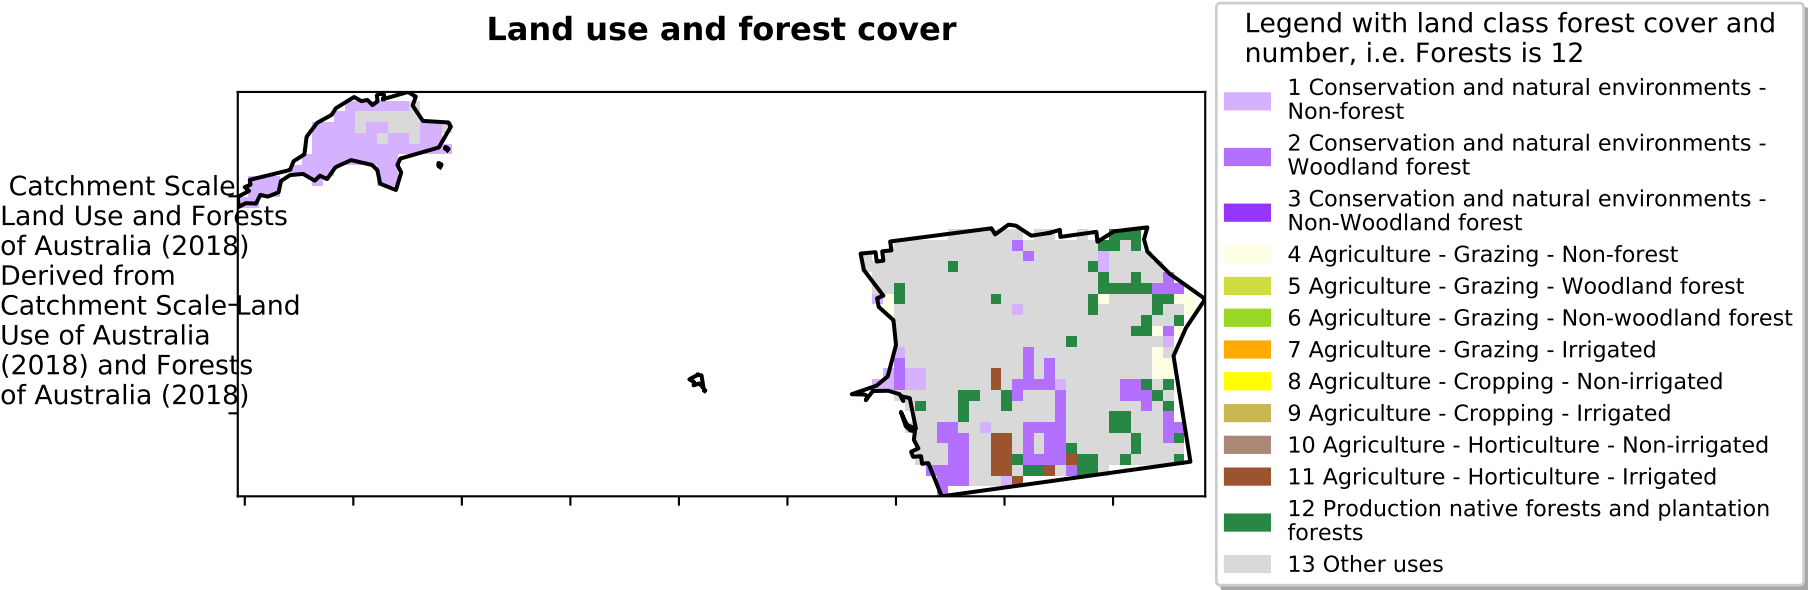 Land use and forest cover
Catchment Scale
Land Use and Forests
of Australia (2018)
Derived from
Catchment Scale Land
Use of Australia
(2018) and Forests
of Australia (2018)
Legend with land class forest cover and
number, i.e. Forests is 12
1 Conservation and natural environments -
Non-forest
2 Conservation and natural environments -
Woodland forest
3 Conservation and natural environments -
Non-Woodland forest
4 Agriculture - Grazing - Non-forest
5 Agriculture - Grazing - Woodland forest
6 Agriculture - Grazing - Non-woodland forest
7 Agriculture - Grazing - Irrigated
8 Agriculture - Cropping - Non-irrigated
9 Agriculture - Cropping - Irrigated
10 Agriculture - Horticulture - Non-irrigated
11 Agriculture - Horticulture - Irrigated
12 Production native forests and plantation
forests
13 Other uses